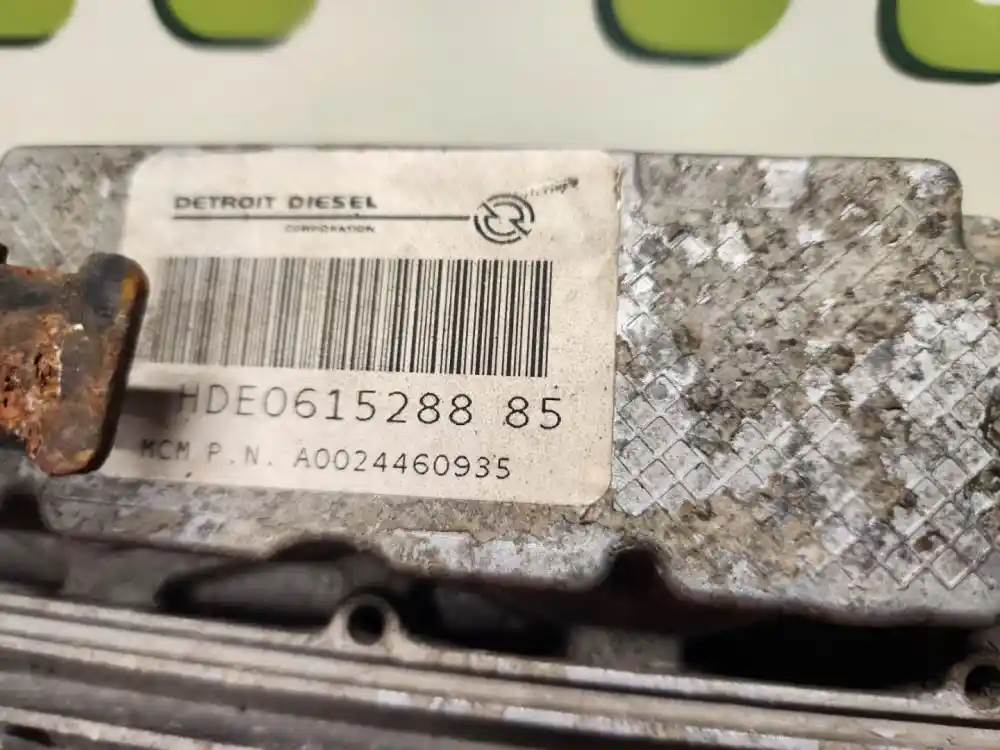 DETROIT DIESEL
CORPORATION
HDE0615288 85
MCM P.N. A0024460935